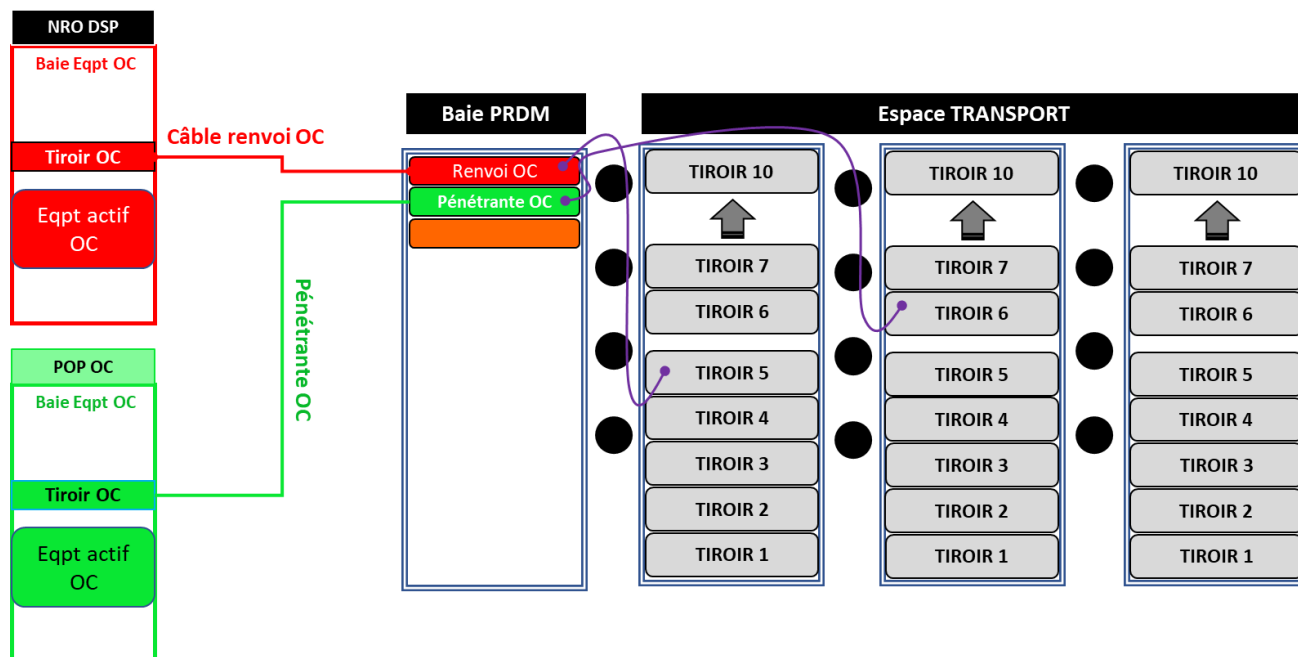 NRO DSP
Baie Eqpt OC
Tiroir OC
Eqpt actif
OC
Câble renvoi OC
POP OC
Baie Eqpt OC
Tiroir OC
Eqpt actif
OC
Pénétrante OC
Baie PRDM
Renvoi OC
Pénétrante OC
Espace TRANSPORT
TIROIR 10
TIROIR 7
TIROIR 6
TIROIR 5
TIROIR 4
TIROIR 3
TIROIR 2
TIROIR 1
TIROIR 10
TIROIR 7
TIROIR 6
TIROIR 5
TIROIR 4
TIROIR 3
TIROIR 2
TIROIR 1
TIROIR 10
TIROIR 7
TIROIR 6
TIROIR 5
TIROIR 4
TIROIR 3
TIROIR 2
TIROIR 1